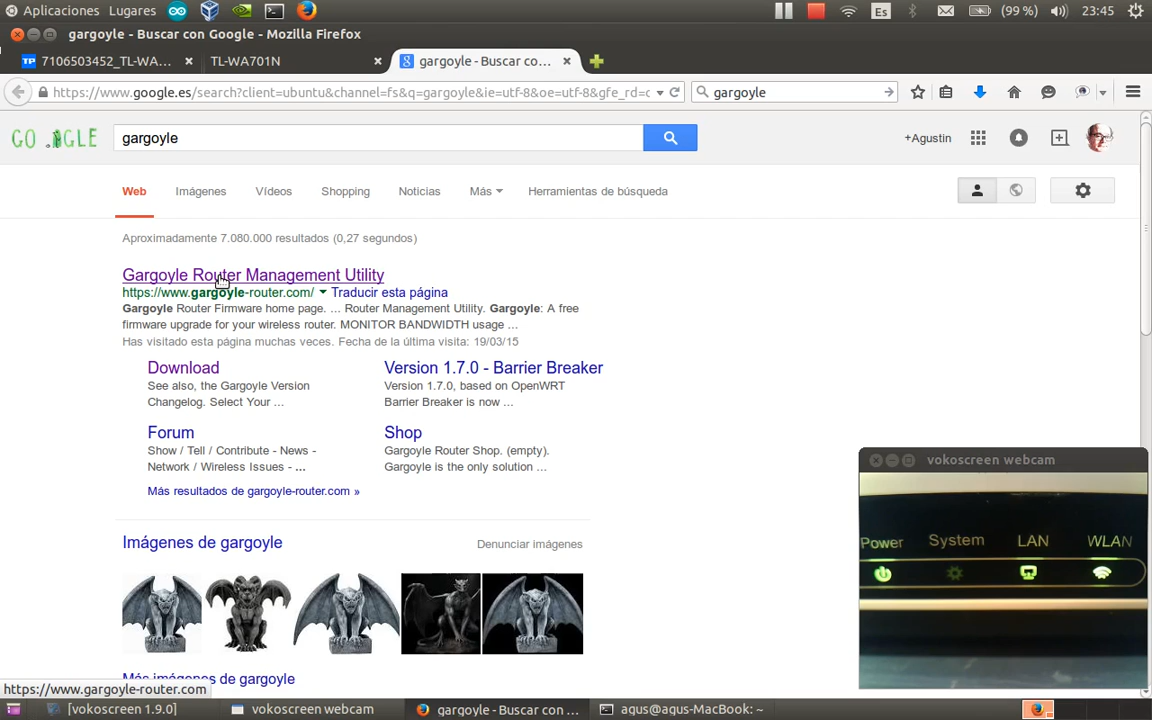 Aplicaciones Lugares Es (99 %) 23:45
gargoyle - Buscar con Google - Mozilla Firefox
TP 7106503452_TL-WA... TL-WA701N gargoyle - Buscar co...
https://www.google.es/search?client=ubuntu&channel=fs&q=gargoyle&ie=utf-8&oe=utf-8&gfe_rd=c gargoyle
GO GLE gargoyle +Agustin
Web Imágenes Vídeos Shopping Noticias Más Herramientas de búsqueda
Aproximadamente 7.080.000 resultados (0,27 segundos)
Gargoyle Router Management Utility
https://www.gargoyle-router.com/ Traducir esta página
Gargoyle Router Firmware home page. ... Router Management Utility. Gargoyle: A free
firmware upgrade for your wireless router. MONITOR BANDWIDTH usage ...
Has visitado esta página muchas veces. Fecha de la última visita: 19/03/15
Download
See also, the Gargoyle Version
Changelog. Select Your ...
Version 1.7.0 - Barrier Breaker
Version 1.7.0, based on OpenWRT
Barrier Breaker is now ...
Forum
Show / Tell / Contribute - News -
Network / Wireless Issues - ...
Shop
Gargoyle Router Shop. (empty).
Gargoyle is the only solution ...
Más resultados de gargoyle-router.com »
Imágenes de gargoyle Denunciar imágenes
Más imágenes de gargoyle
vokoscreen webcam
Power System LAN WLAN
https://www.gargoyle-router.com
[vokoscreen 1.9.0] vokoscreen webcam gargoyle - Buscar con ... agus@agus-MacBook: ~